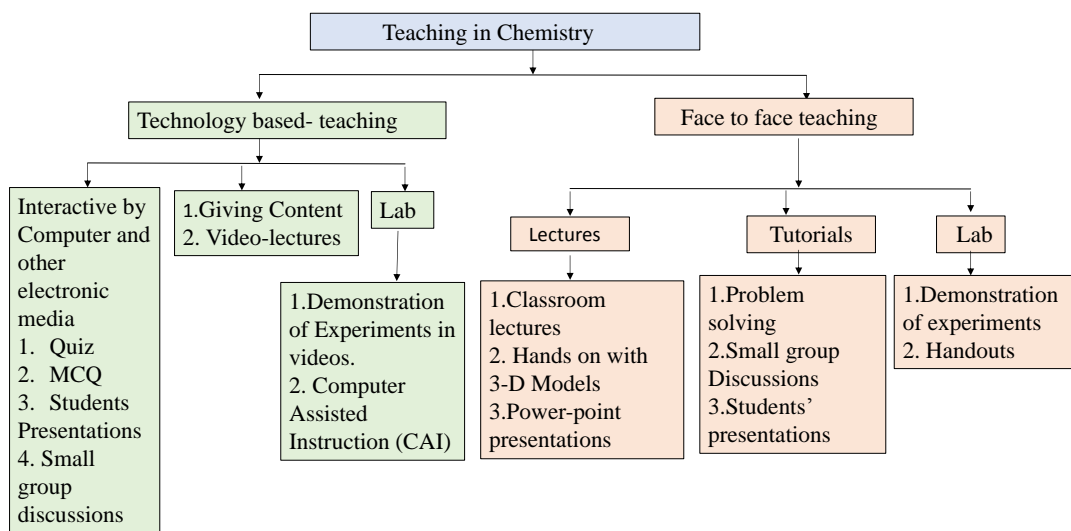 Teaching in Chemistry
Technology based- teaching
Face to face teaching
Interactive by
Computer and
other
electronic
media
1. Quiz
2. MCQ
3. Students
Presentations
4. Small
group
discussions
1.Giving Content
2. Video-lectures
Lab
1.Demonstration
of Experiments in
videos.
2. Computer
Assisted
Instruction (CAI)
Lectures
1.Classroom
lectures
2. Hands on with
3-D Models
3.Power-point
presentations
Tutorials
1.Problem
solving
2.Small group
Discussions
3.Students’
presentations
Lab
1.Demonstration
of experiments
2. Handouts